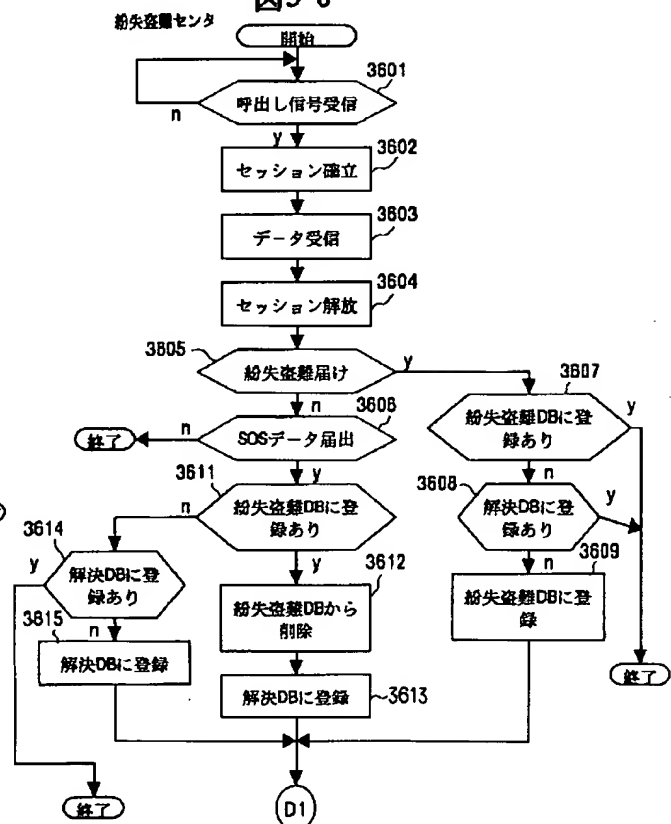 紛失盗難センタ
開始
3601
呼出し信号受信
n
y
3602
セッション確立
3603
データ受信
3604
セッション解放
3605
紛失盗難届け
y
n
3606
SOSデータ届出
n
終了
y
3607
紛失盗難DBに登
録あり
y
n
3608
解決DBに登
録あり
y
n
3609
紛失盗難DBに登
録
終了
3611
紛失盗難DBに登
録あり
n
y
3612
紛失盗難DBから
削除
解決DBに登録
3613
3614
解決DBに登
録あり
y
n
3615
解決DBに登録
終了
D1